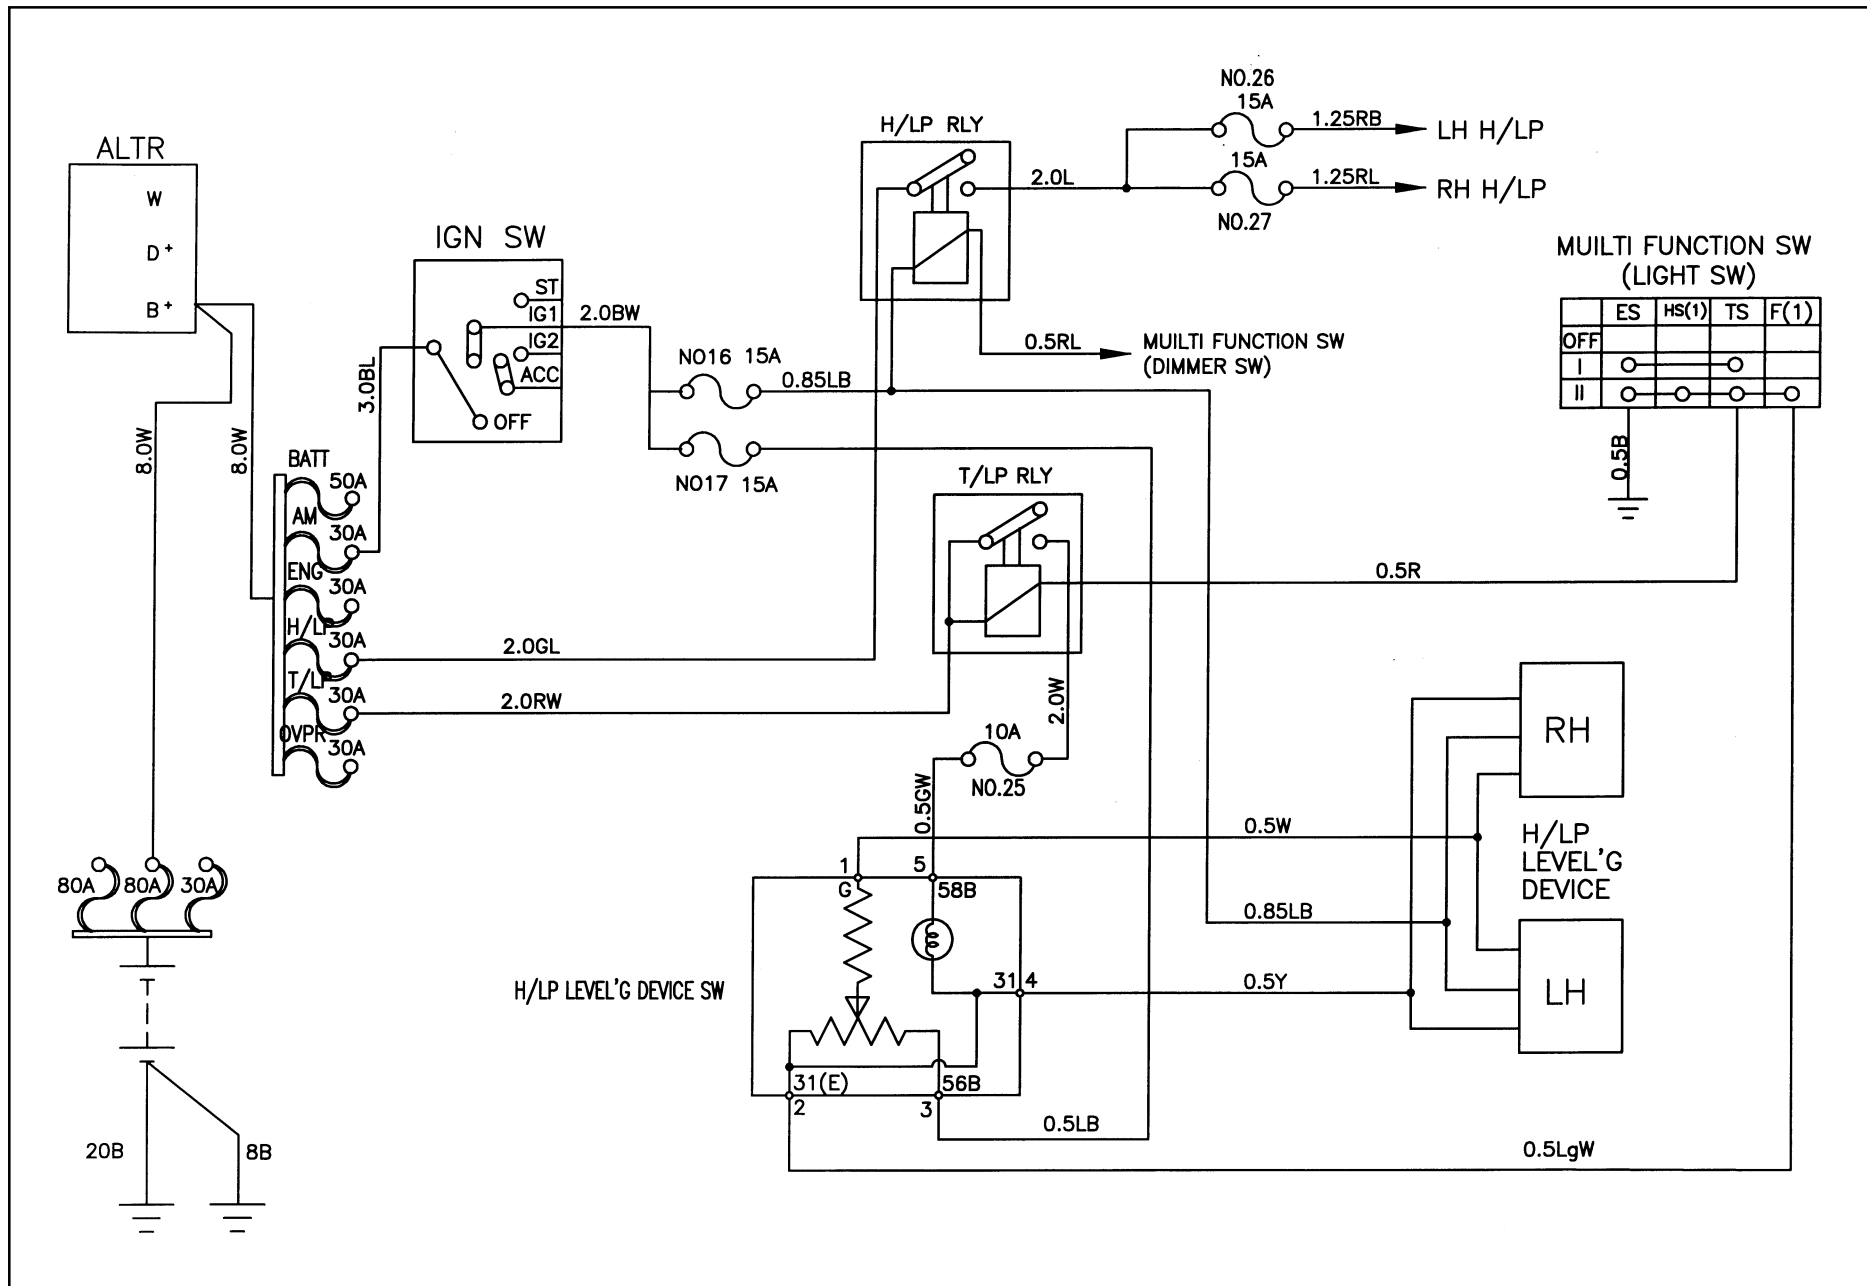 NO.26
15A
1.25RB
LH H/LP
15A
1.25RL
RH H/LP
NO.27
H/LP RLY
2.0L
ALTR
W
D+
B+
IGN SW
ST
IG1
IG2
ACC
OFF
2.0BW
3.0BL
0.5RL
MUILTI FUNCTION SW
(DIMMER SW)
MUILTI FUNCTION SW
(LIGHT SW)
ES HS(1) TS F(1)
OFF
I
II
0.5B
NO16 15A
0.85LB
NO17 15A
8.0W
8.0W
BATT
50A
AM
30A
ENG
30A
H/LP
30A
T/LP
30A
OVPR
30A
T/LP RLY
0.5R
2.0GL
2.0RW
2.0W
10A
NO.25
0.5GW
RH
0.5W
H/LP
LEVEL'G
DEVICE
80A 80A 30A
1
5
G
58B
0.85LB
31 4
0.5Y
LH
H/LP LEVEL'G DEVICE SW
31(E)
56B
2
3
0.5LB
0.5LgW
20B
8B